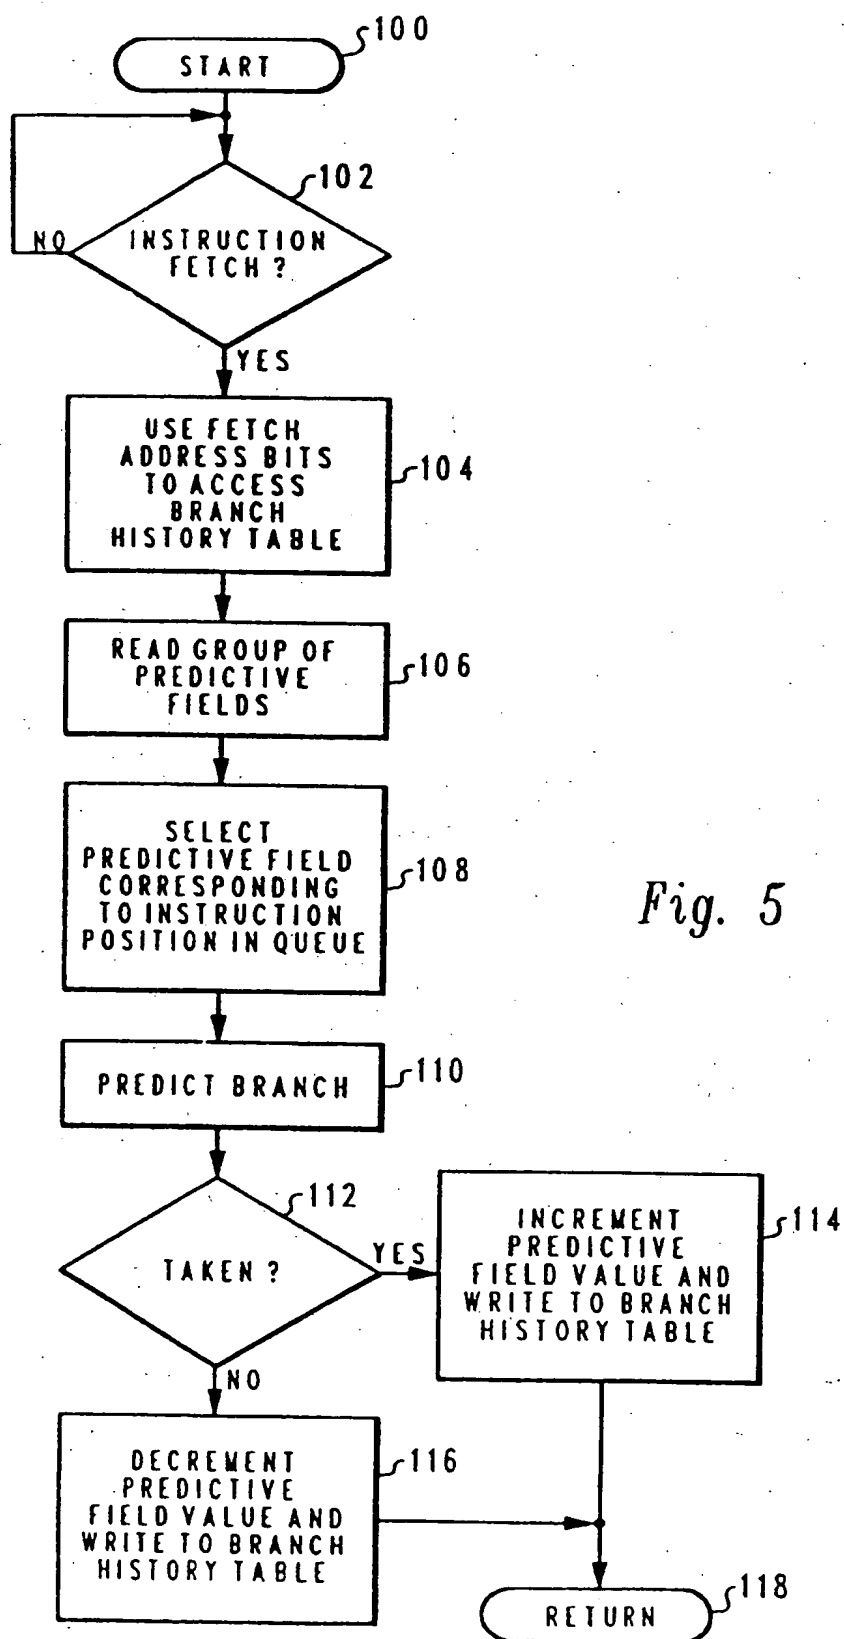 100
START
102
NO
INSTRUCTION
FETCH ?
YES
USE FETCH
ADDRESS BITS
TO ACCESS
BRANCH
HISTORY TABLE
104
READ GROUP OF
PREDICTIVE
FIELDS
106
SELECT
PREDICTIVE FIELD
CORRESPONDING
TO INSTRUCTION
POSITION IN QUEUE
108
Fig. 5
PREDICT BRANCH
110
112
TAKEN ?
YES
INCREMENT
PREDICTIVE
FIELD VALUE AND
WRITE TO BRANCH
HISTORY TABLE
114
NO
DECREMENT
PREDICTIVE
FIELD VALUE AND
WRITE TO BRANCH
HISTORY TABLE
116
118
RETURN